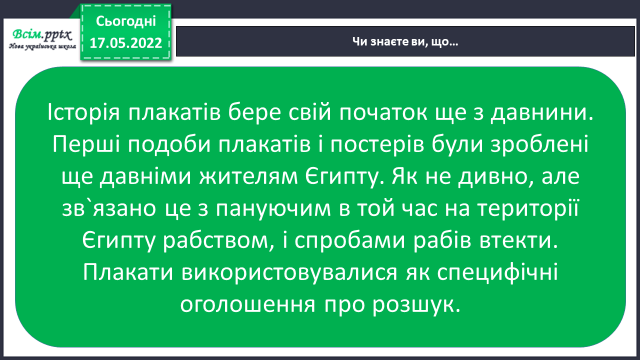 Всім.pptx
Нова українська школа
Сьогодні
17.05.2022
Чи знаєте ви, що…
Історія плакатів бере свій початок ще з давнини.
Перші подоби плакатів і постерів були зроблені
ще давніми жителям Єгипту. Як не дивно, але
зв`язано це з пануючим в той час на території
Єгипту рабством, і спробами рабів втекти.
Плакати використовувалися як специфічні
оголошення про розшук.